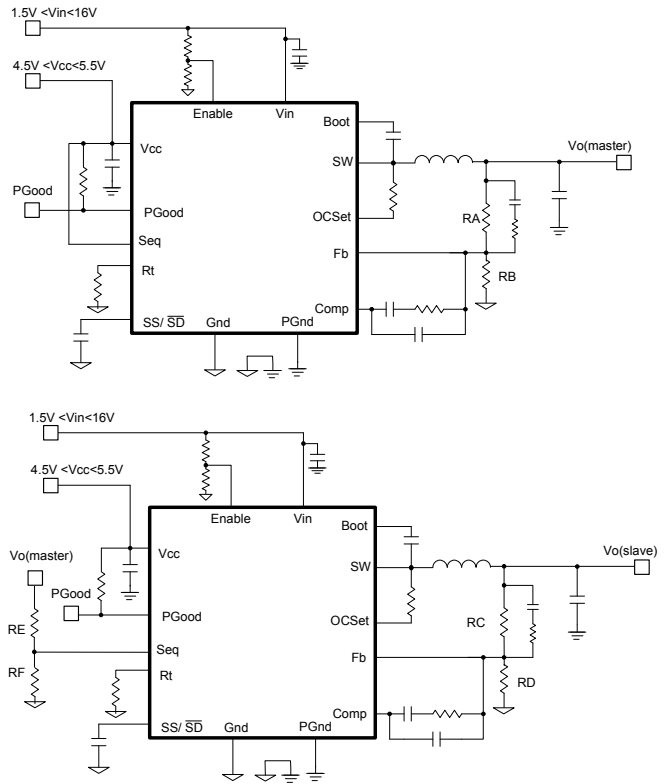 1.5V <Vin<16V
4.5V <Vcc<5.5V
Enable
Vin
Boot
Vcc
SW
Vo(master)
PGood
PGood
OCSet
RA
Seq
Fb
Rt
RB
Comp
SS/ SD
Gnd
PGnd
1.5V <Vin<16V
4.5V <Vcc<5.5V
Enable
Vin
Boot
Vo(master)
Vcc
SW
Vo(slave)
PGood
PGood
OCSet
RE
RC
Seq
Fb
RF
Rt
RD
Comp
SS/ SD
Gnd
PGnd